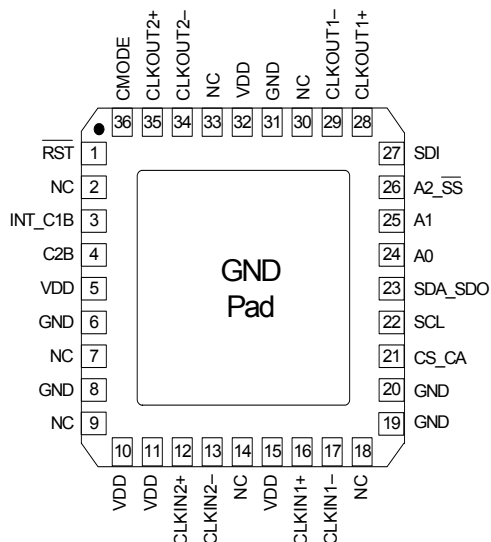 CMODE
CLKOUT2+
CLKOUT2–
NC
VDD
GND
NC
CLKOUT1–
CLKOUT1+
36 35 34 33 32 31 30 29 28
RST 1
NC 2
INT_C1B 3
C2B 4
VDD 5
GND 6
NC 7
GND 8
NC 9
GND
Pad
27 SDI
26 A2_SS
25 A1
24 A0
23 SDA_SDO
22 SCL
21 CS_CA
20 GND
19 GND
10 11 12 13 14 15 16 17 18
VDD
VDD
CLKIN2+
CLKIN2–
NC
VDD
CLKIN1+
CLKIN1–
NC